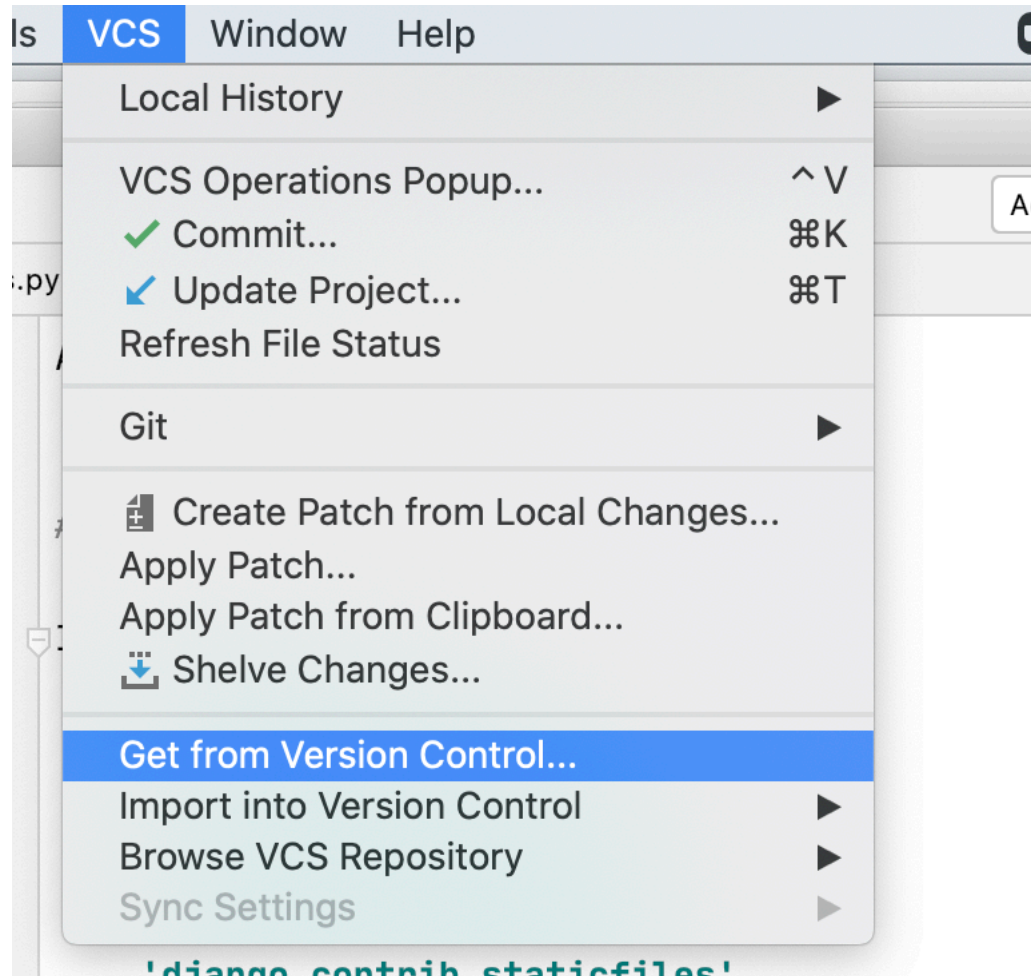 ls VCS Window Help
Local History
VCS Operations Popup... ^V
Commit... ⌘K
A
Update Project... ⌘T
s.py
Refresh File Status
Git
#
Create Patch from Local Changes...
Apply Patch...
Apply Patch from Clipboard...
Shelve Changes...
Get from Version Control...
Import into Version Control
Browse VCS Repository
Sync Settings
'django.contrib.staticfiles'